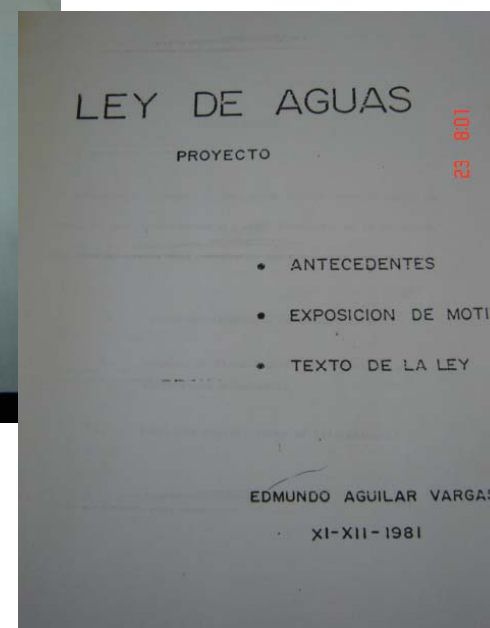 LEY DE AGUAS
PROYECTO
• ANTECEDENTES
• EXPOSICION DE MOTI
• TEXTO DE LA LEY
EDMUNDO AGUILAR VARGAS
XI-XII-1981
23 8:01